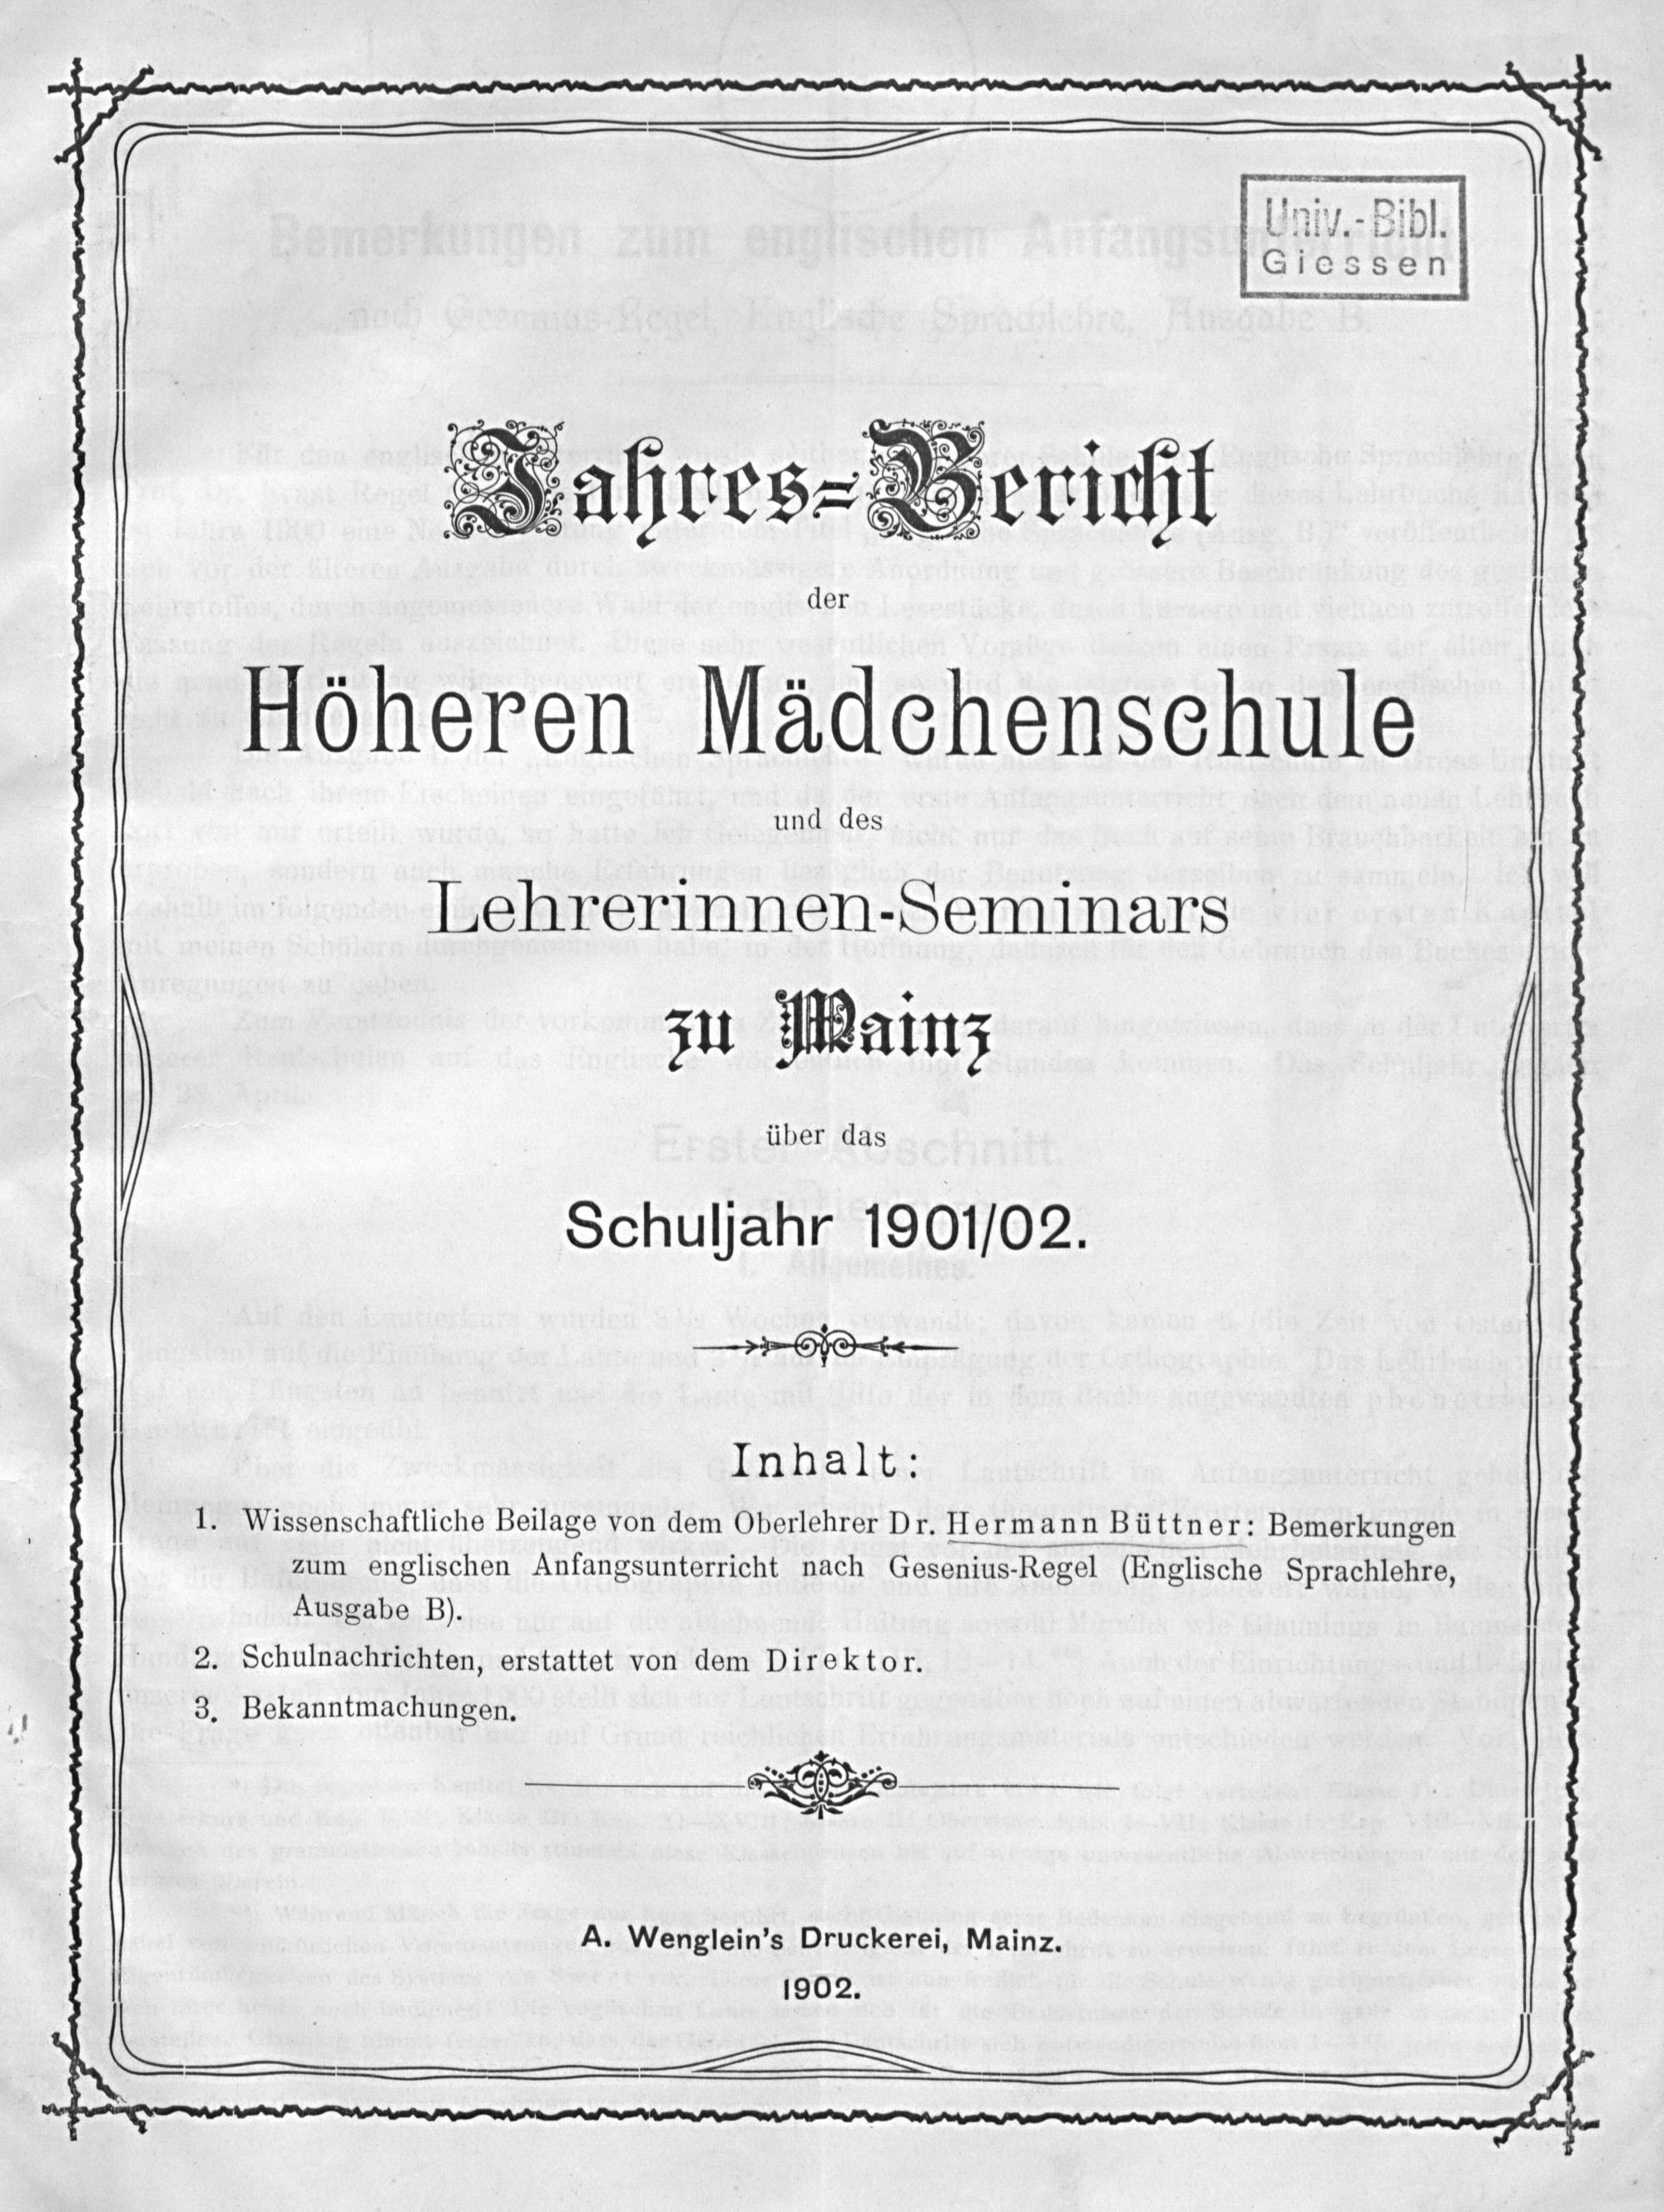 Univ.-Bibl.
Giessen
Jahres-Bericht
der
Höheren Mädchenschule
und des
Lehrerinnen-Seminars
zu Mainz
über das
Schuljahr 1901/02.
Inhalt:
1. Wissenschaftliche Beilage von dem Oberlehrer Dr. Hermann Büttner: Bemerkungen
zum englischen Anfangsunterricht nach Gesenius-Regel (Englische Sprachlehre,
Ausgabe B).
2. Schulnachrichten, erstattet von dem Direktor.
3. Bekanntmachungen.
A. Wenglein's Druckerei, Mainz.
1902.